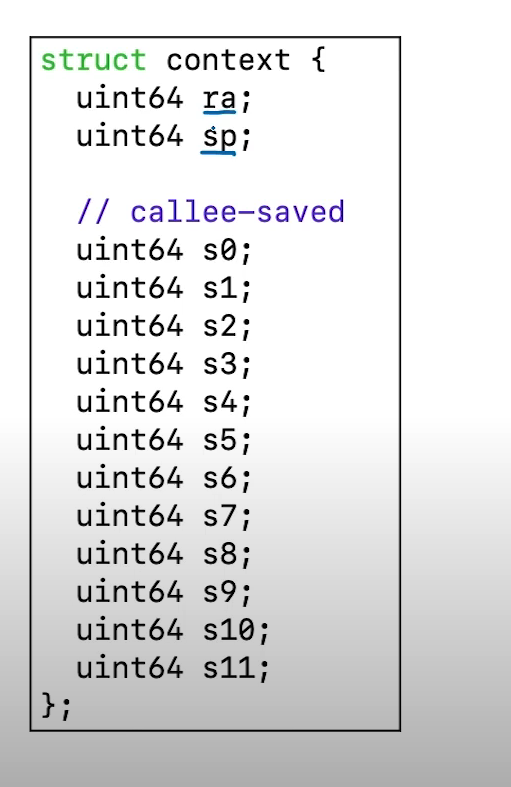 struct context {
  uint64 ra;
  uint64 sp;

  // callee-saved
  uint64 s0;
  uint64 s1;
  uint64 s2;
  uint64 s3;
  uint64 s4;
  uint64 s5;
  uint64 s6;
  uint64 s7;
  uint64 s8;
  uint64 s9;
  uint64 s10;
  uint64 s11;
};